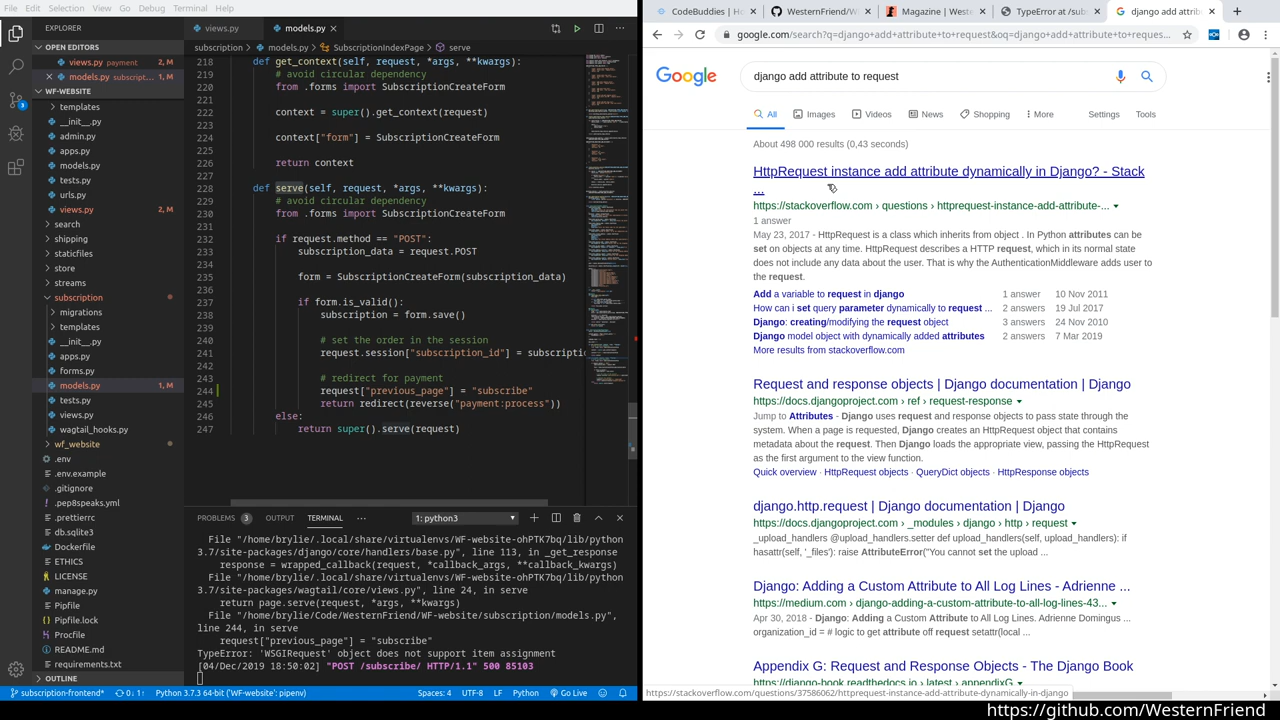 File Edit Selection View Go Debug Terminal Help
EXPLORER
OPEN EDITORS
views.py payment 2, M
models.py subscript... 1, M
WF-WEBSITE
templates
__init__.py
admin.py
apps.py
models.py
tests.py
urls.py
views.py 2, M
search
shipping
staticfiles
store
streams
subscription
migrations
templates
__init__.py
apps.py
forms.py
models.py 1, M
tests.py
views.py
wagtail_hooks.py
wf_website
.env
.env.example
.gitignore
.pep8speaks.yml
.prettierrc
db.sqlite3
Dockerfile
ETHICS
LICENSE
manage.py
Pipfile
Pipfile.lock
Procfile
README.md
requirements.txt
OUTLINE
views.py models.py
subscription › models.py › SubscriptionIndexPage › serve
218 def get_context(self, request, *args, **kwargs):
219 # avoid circular dependency
220 from .forms import SubscriptionCreateForm
221
222 context = super().get_context(request)
223
224 context["form"] = SubscriptionCreateForm
225
226 return context
227
228 def serve(self, request, *args, **kwargs):
229 # avoid circular dependency
230 from .forms import SubscriptionCreateForm
231
232 if request.method == "POST":
233 subscription_data = request.POST
234
235 form = SubscriptionCreateForm(subscription_data)
236
237 if form.is_valid():
238 subscription = form.save()
239
240 # set the order in the session
241 request.session["subscription_id"] = subscriptio
242
243 # redirect for payment
244 request["previous_page"] = "subscribe"
245 return redirect(reverse("payment:process"))
246 else:
247 return super().serve(request)
PROBLEMS 3 OUTPUT TERMINAL ... 1: python3
File "/home/brylie/.local/share/virtualenvs/WF-website-ohPTK7bq/lib/python
3.7/site-packages/django/core/handlers/base.py", line 113, in _get_response
response = wrapped_callback(request, *callback_args, **callback_kwargs)
File "/home/brylie/.local/share/virtualenvs/WF-website-ohPTK7bq/lib/python
3.7/site-packages/wagtail/core/views.py", line 24, in serve
return page.serve(request, *args, **kwargs)
File "/home/brylie/Code/WesternFriend/WF-website/subscription/models.py",
line 244, in serve
request["previous_page"] = "subscribe"
TypeError: 'WSGIRequest' object does not support item assignment
[04/Dec/2019 18:50:02] "POST /subscribe/ HTTP/1.1" 500 85103
subscription-frontend* 0↓ 1↑ Python 3.7.3 64-bit ('WF-website': pipenv) Spaces: 4 UTF-8 LF Python Go Live
CodeBuddies | H WesternFriend/W Magazine | Weste TypeError at /subs django add attribu
google.com/search?q=django+add+attribute+to+request&oq=django+add+attribute+to+reques...
Google django add attribute to request
Images Videos News Shopping Settings Tools
About 498 000 results (0,43 seconds)
HttpRequest instance add attribute dynamically in Django? - Stack
...
https://stackoverflow.com › questions › httprequest-instance-add-attribute-...
1 answer
2017 - HttpRequest is a class which inherits from object . Python attributes can be
objects at any time. HttpRequest describes a HTTP request and in its normal state
does not include any data about the user. That is why the AuthenticationMiddleware adds user to
the request.
Add a variable to request in django 1 answer 10 Nov 2011
How can i set query parameter dynamically to request ... 2 Jul 2017
Django: creating/modifying the request object 24 Nov 2010
Django model object with dynamically added attributes 2 7 Mar 2019
More results from stackoverflow.com
Request and response objects | Django documentation | Django
https://docs.djangoproject.com › ref › request-response
Jump to Attributes - Django uses request and response objects to pass state through the
system. When a page is requested, Django creates an HttpRequest object that contains
metadata about the request. Then Django loads the appropriate view, passing the HttpRequest
as the first argument to the view function.
Quick overview · HttpRequest objects · QueryDict objects · HttpResponse objects
django.http.request | Django documentation | Django
https://docs.djangoproject.com › _modules › django › http › request
_upload_handlers @upload_handlers.setter def upload_handlers(self, upload_handlers): if
hasattr(self, '_files'): raise AttributeError("You cannot set the upload ...
Django: Adding a Custom Attribute to All Log Lines - Adrienne ...
https://medium.com › django-adding-a-custom-attribute-to-all-log-lines-43...
Apr 30, 2018 - Django: Adding a Custom Attribute to All Log Lines. Adrienne Domingus ...
organization_id = # logic to get attribute off request setattr(local ...
Appendix G: Request and Response Objects - The Django Book
https://django-book.readthedocs.io › latest › appendixG
https://stackoverflow.com/questions/37586062/httprequest-instance-add-attribute-dynamically-in-django
https://github.com/WesternFriend